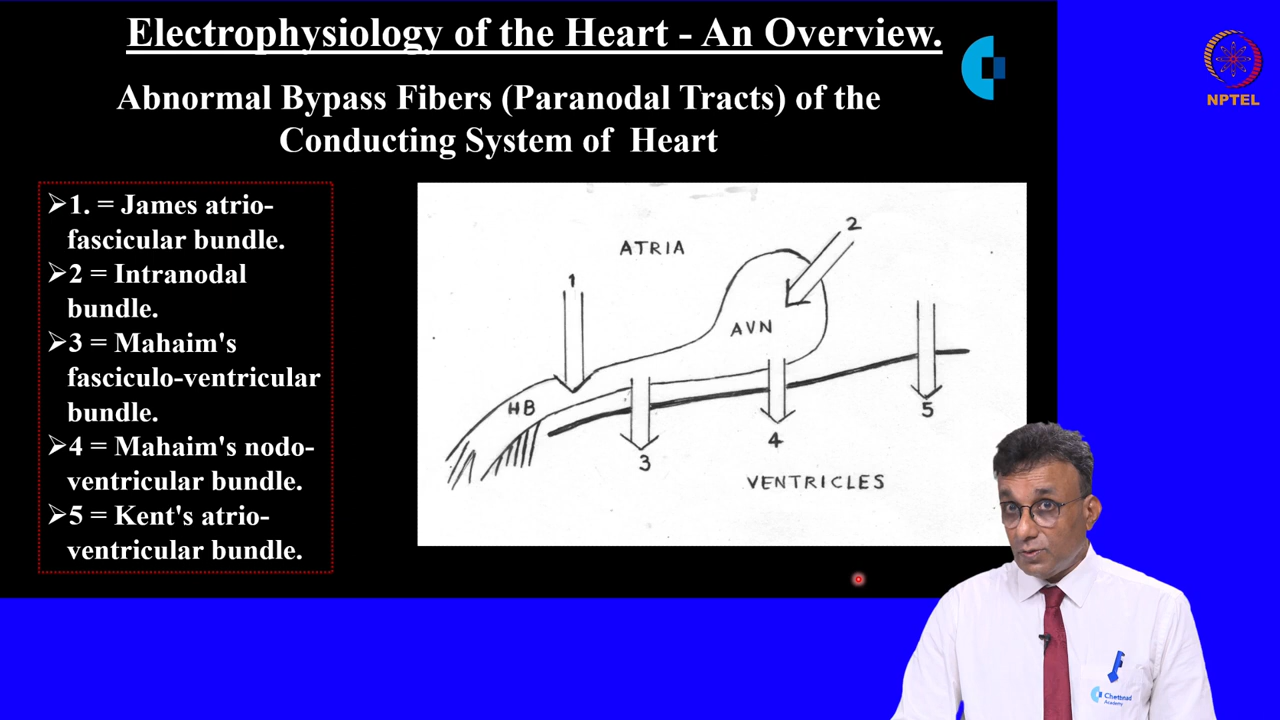 Electrophysiology of the Heart - An Overview.
Abnormal Bypass Fibers (Paranodal Tracts) of the
Conducting System of Heart
NPTEL
➢1. = James atrio-
fascicular bundle.
➢2 = Intranodal
bundle.
➢3 = Mahaim's
fasciculo-ventricular
bundle.
➢4 = Mahaim's nodo-
ventricular bundle.
➢5 = Kent's atrio-
ventricular bundle.
2
ATRIA
1
AVN
HB
5
4
3
VENTRICLES
Chettinad
Academy